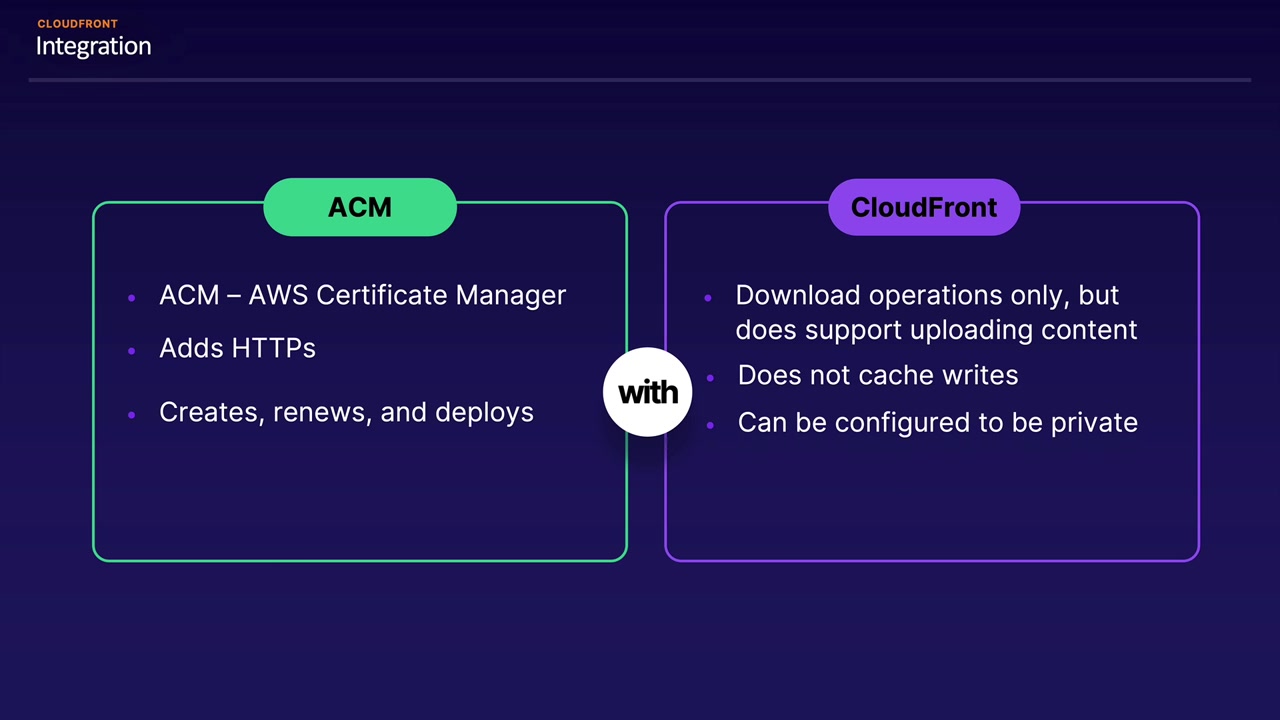 CLOUDFRONT
Integration
ACM
• ACM – AWS Certificate Manager
• Adds HTTPs
• Creates, renews, and deploys
with
CloudFront
• Download operations only, but
does support uploading content
• Does not cache writes
• Can be configured to be private